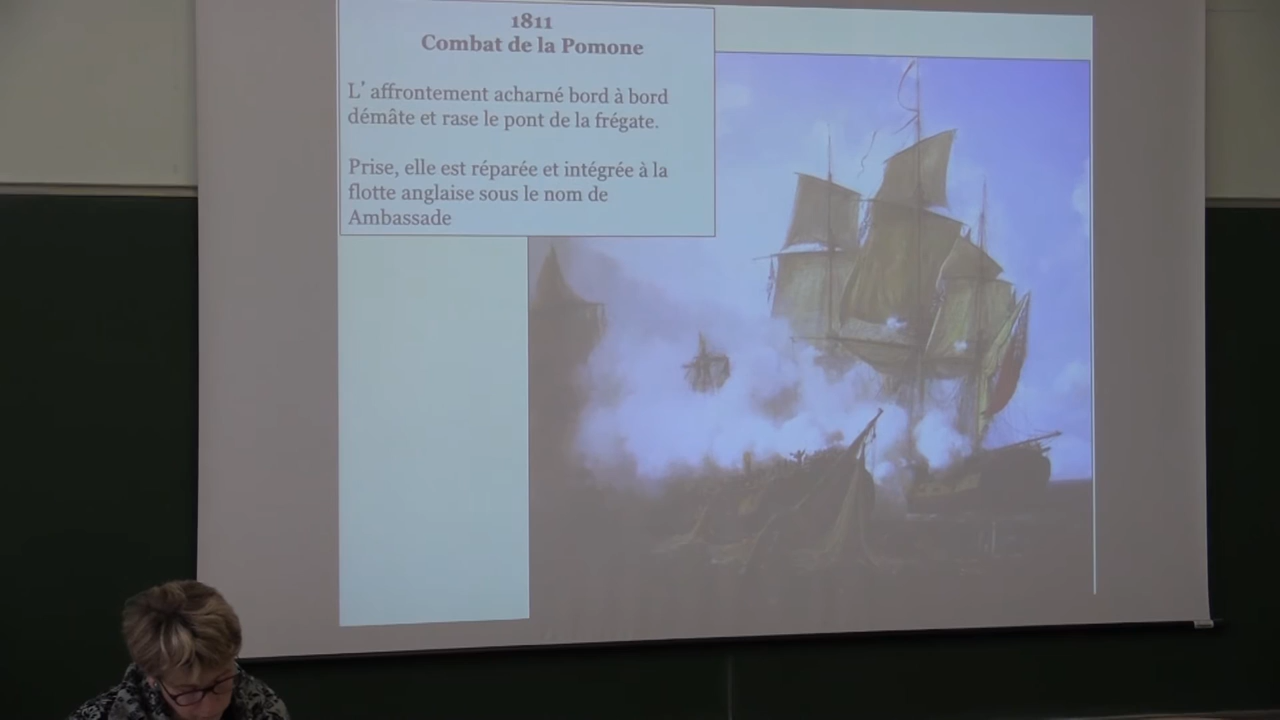 1811
Combat de la Pomone
L’ affrontement acharné bord à bord
démâte et rase le pont de la frégate.
Prise, elle est réparée et intégrée à la
flotte anglaise sous le nom de
Ambassade